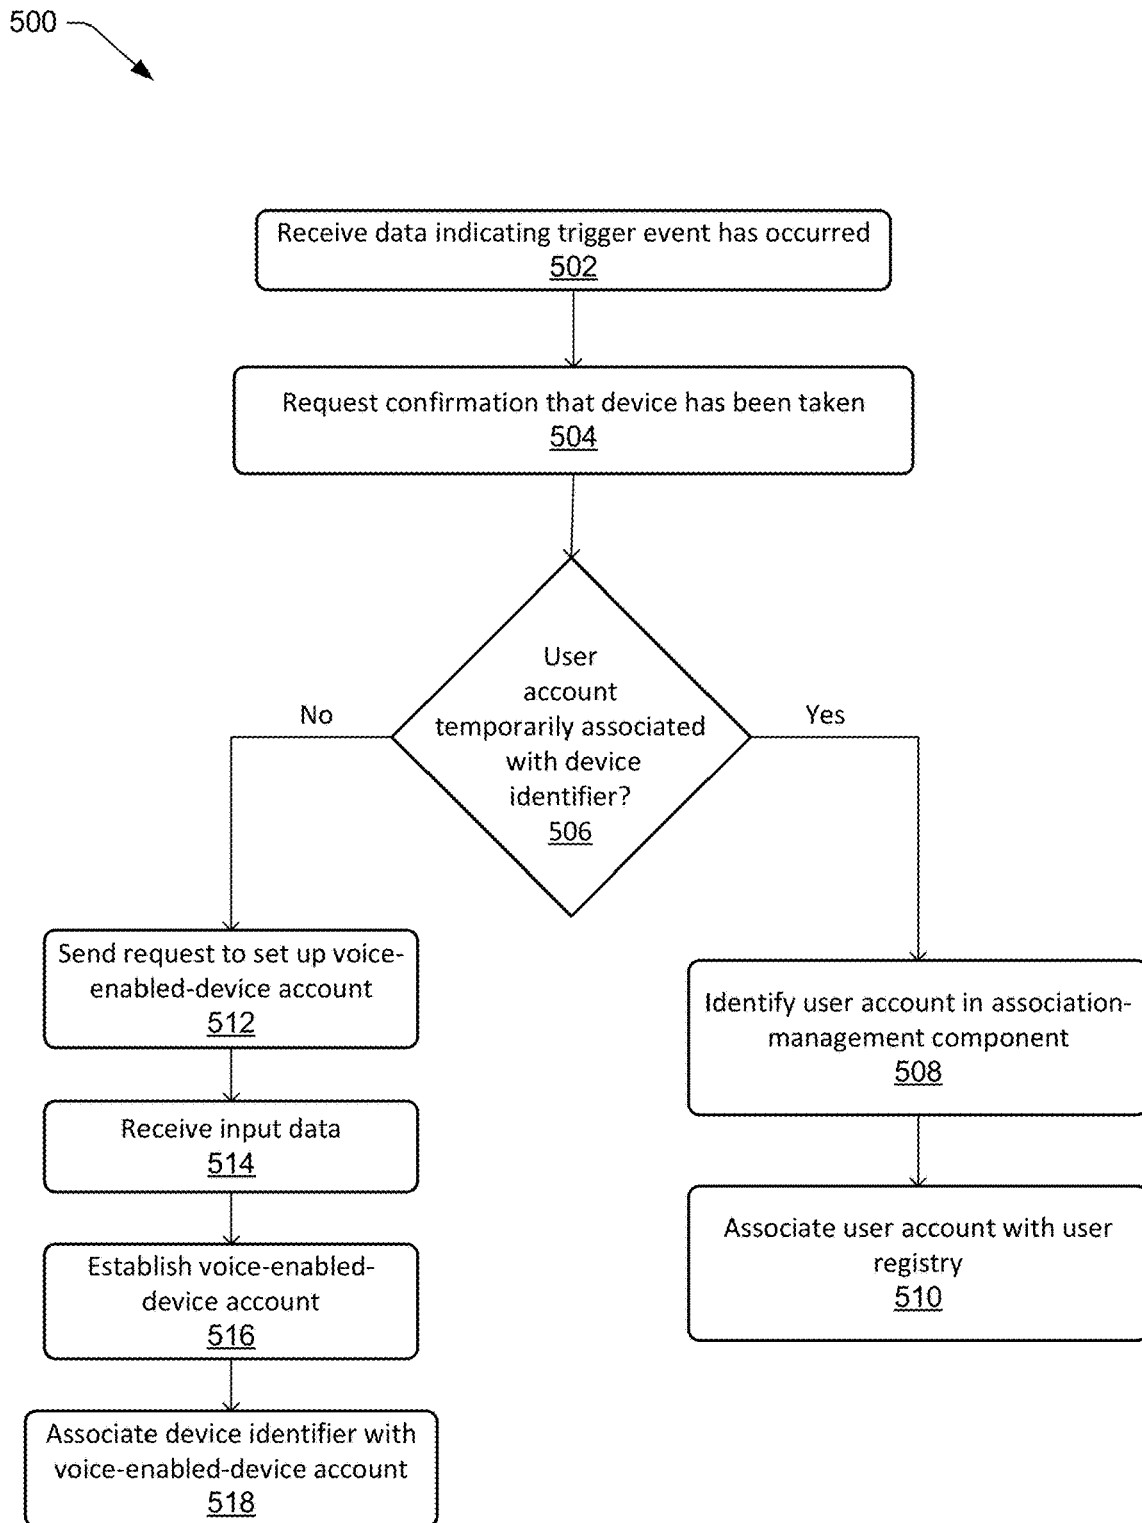 500
Receive data indicating trigger event has occurred
502
Request confirmation that device has been taken
504
User
account
temporarily associated
with device
identifier?
506
No
Yes
Send request to set up voice-
enabled-device account
512
Receive input data
514
Establish voice-enabled-
device account
516
Associate device identifier with
voice-enabled-device account
518
Identify user account in association-
management component
508
Associate user account with user
registry
510